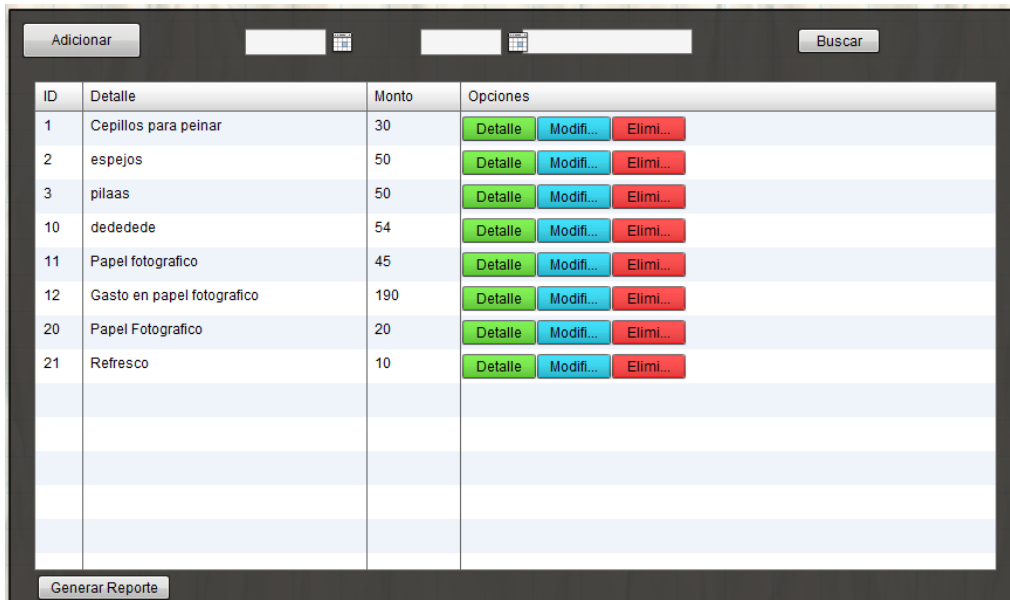 Adicionar Buscar
ID Detalle Monto Opciones
1 Cepillos para peinar 30 Detalle Modifi... Elimi...
2 espejos 50 Detalle Modifi... Elimi...
3 pilaas 50 Detalle Modifi... Elimi...
10 dededede 54 Detalle Modifi... Elimi...
11 Papel fotografico 45 Detalle Modifi... Elimi...
12 Gasto en papel fotografico 190 Detalle Modifi... Elimi...
20 Papel Fotografico 20 Detalle Modifi... Elimi...
21 Refresco 10 Detalle Modifi... Elimi...
Generar Reporte